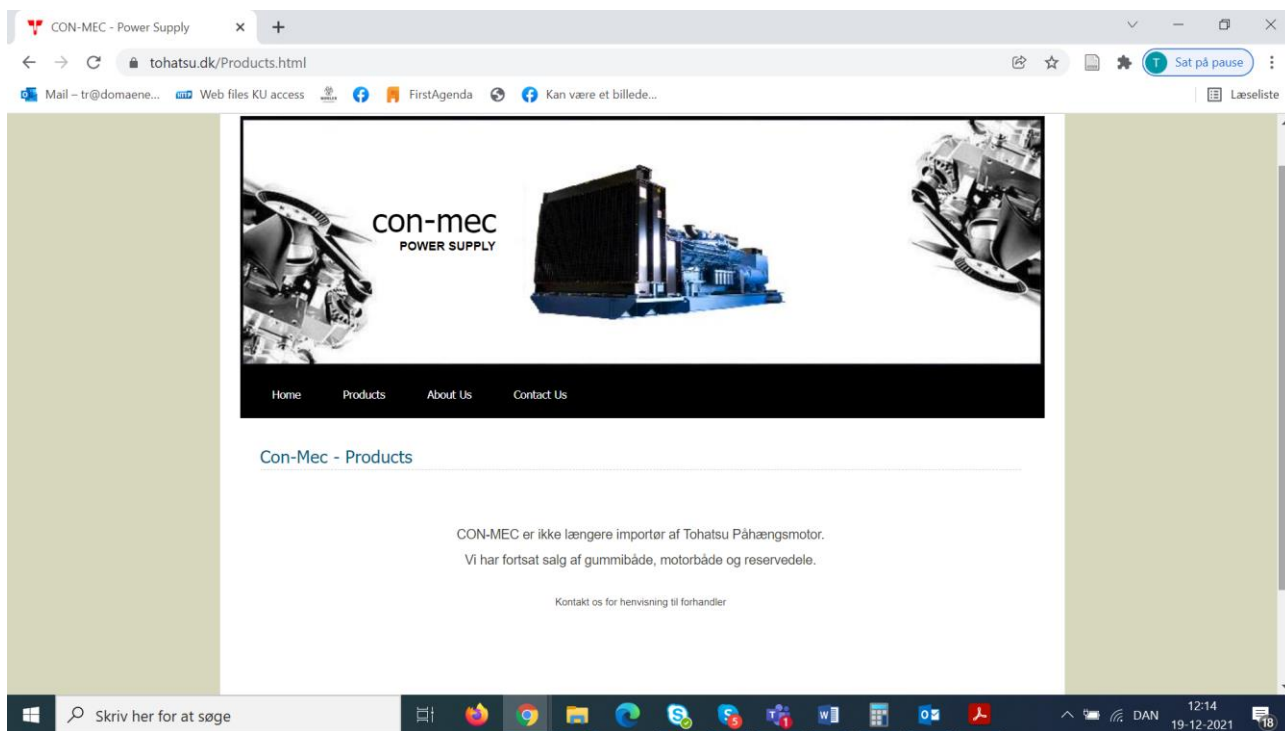 CON-MEC - Power Supply
tohatsu.dk/Products.html
T Sat på pause
Mail – tr@domaene... Web files KU access FirstAgenda Kan være et billede... Læseliste
con-mec
POWER SUPPLY
Home Products About Us Contact Us
Con-Mec - Products
CON-MEC er ikke længere importør af Tohatsu Påhængsmotor.
Vi har fortsat salg af gummibåde, motorbåde og reservedele.
Kontakt os for henvisning til forhandler
Skriv her for at søge
DAN
12:14
19-12-2021
18